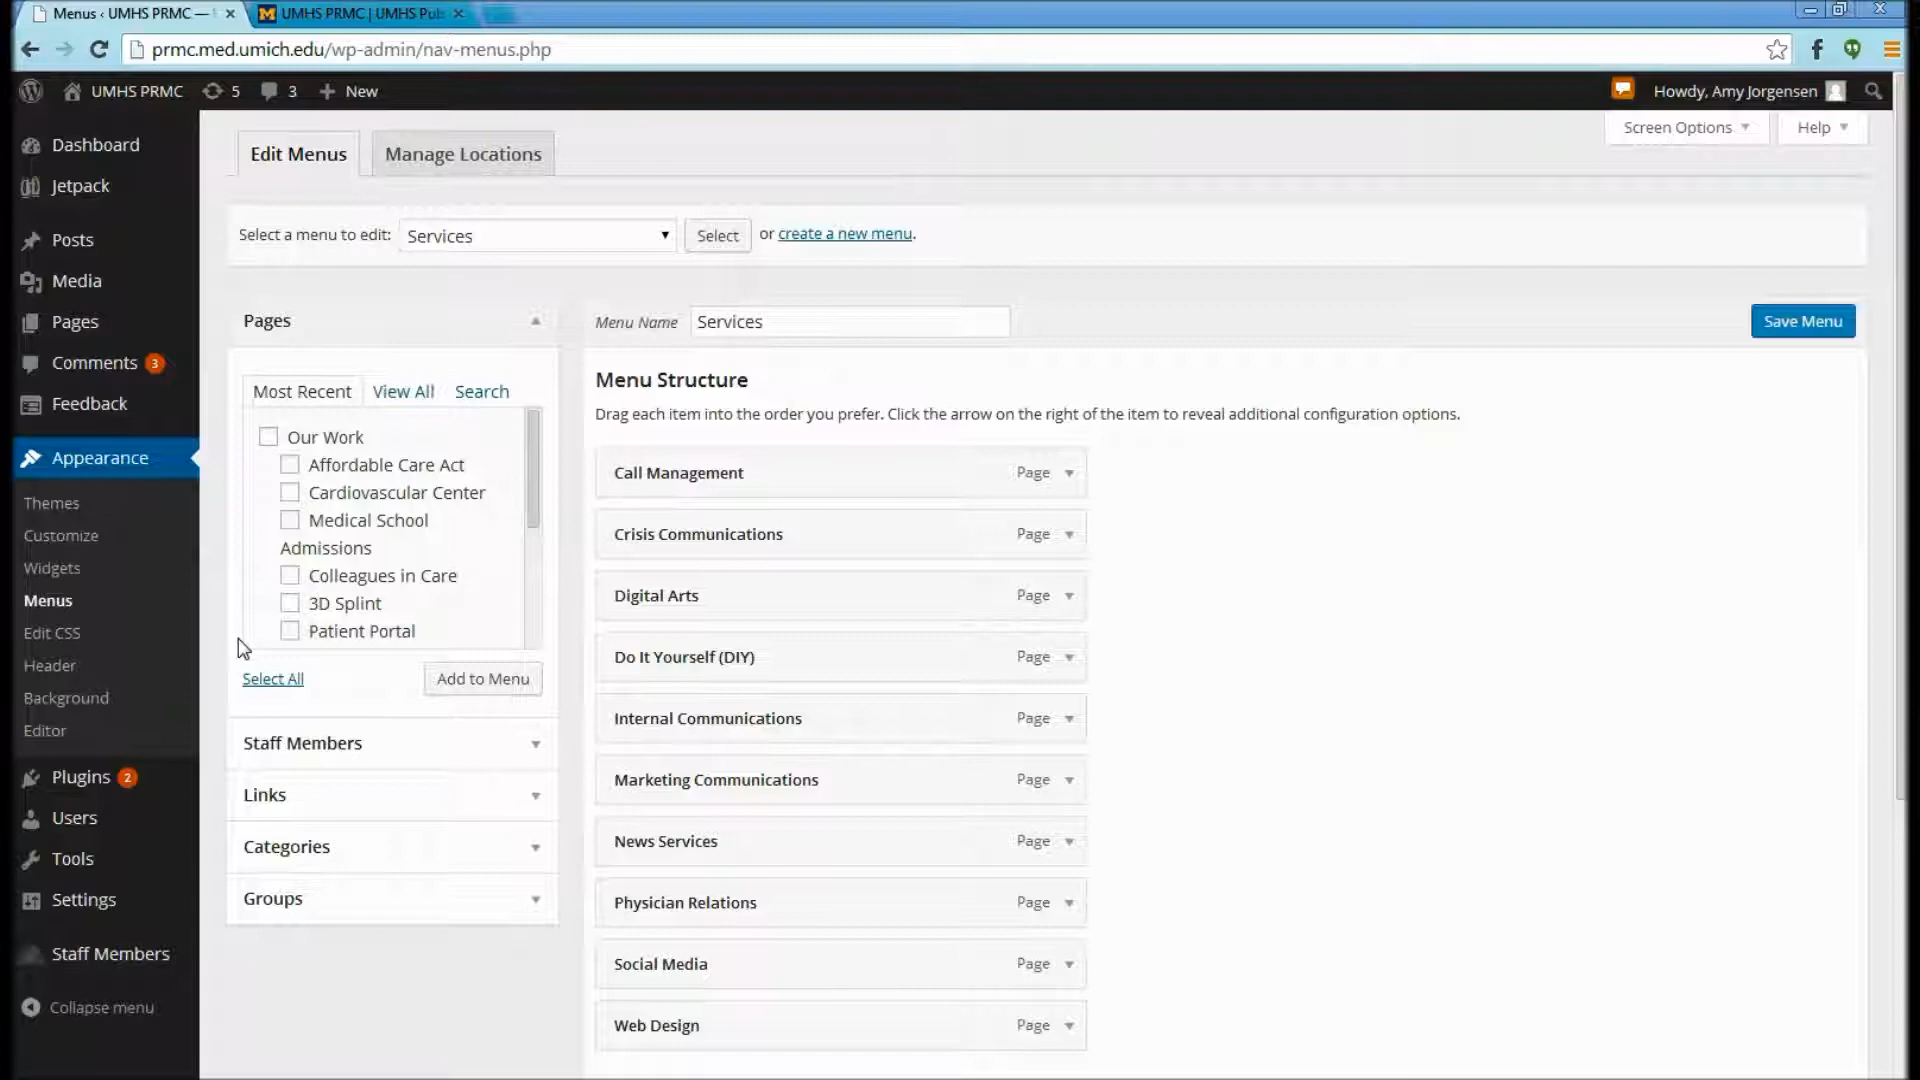 Menus ‹ UMHS PRMC —
UMHS PRMC | UMHS Pub
prmc.med.umich.edu/wp-admin/nav-menus.php
UMHS PRMC 5 3 + New
Howdy, Amy Jorgensen
Dashboard
Jetpack
Posts
Media
Pages
Comments 3
Feedback
Appearance
Themes
Customize
Widgets
Menus
Edit CSS
Header
Background
Editor
Plugins 2
Users
Tools
Settings
Staff Members
Collapse menu
Screen Options
Help
Edit Menus
Manage Locations
Select a menu to edit: Services Select or create a new menu.
Pages
Most Recent View All Search
Our Work
Affordable Care Act
Cardiovascular Center
Medical School
Admissions
Colleagues in Care
3D Splint
Patient Portal
Select All
Add to Menu
Staff Members
Links
Categories
Groups
Menu Name Services
Save Menu
Menu Structure
Drag each item into the order you prefer. Click the arrow on the right of the item to reveal additional configuration options.
Call Management Page
Crisis Communications Page
Digital Arts Page
Do It Yourself (DIY) Page
Internal Communications Page
Marketing Communications Page
News Services Page
Physician Relations Page
Social Media Page
Web Design Page